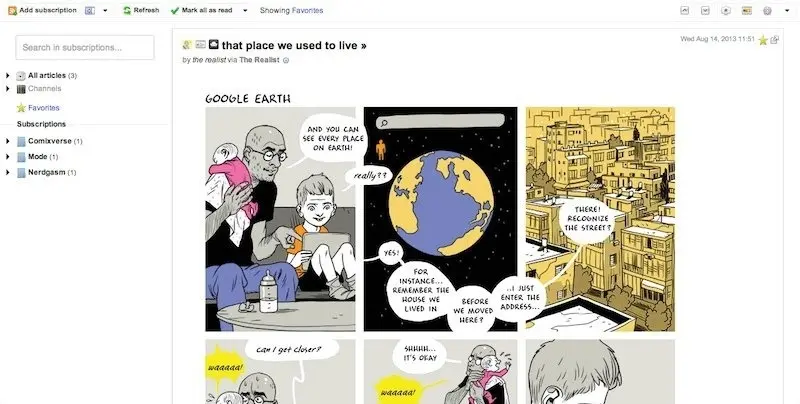 Add subscription Refresh Mark all as read Showing Favorites
Search in subscriptions...
All articles (3)
Channels
Favorites
Subscriptions
Comixverse (1)
Mode (1)
Nerdgasm (1)
that place we used to live »
Wed Aug 14, 2013 11:51
by the realist via The Realist
GOOGLE EARTH
AND YOU CAN
SEE EVERY PLACE
ON EARTH!
really??
YES!
FOR
INSTANCE...
REMEMBER THE
HOUSE WE
LIVED IN
BEFORE
WE MOVED
HERE?
..I JUST
ENTER THE
ADDRESS...
THERE!
RECOGNIZE
THE STREET?
can I get closer?
waaaaa!
SHHHH...
IT'S OKAY
waaaaa!